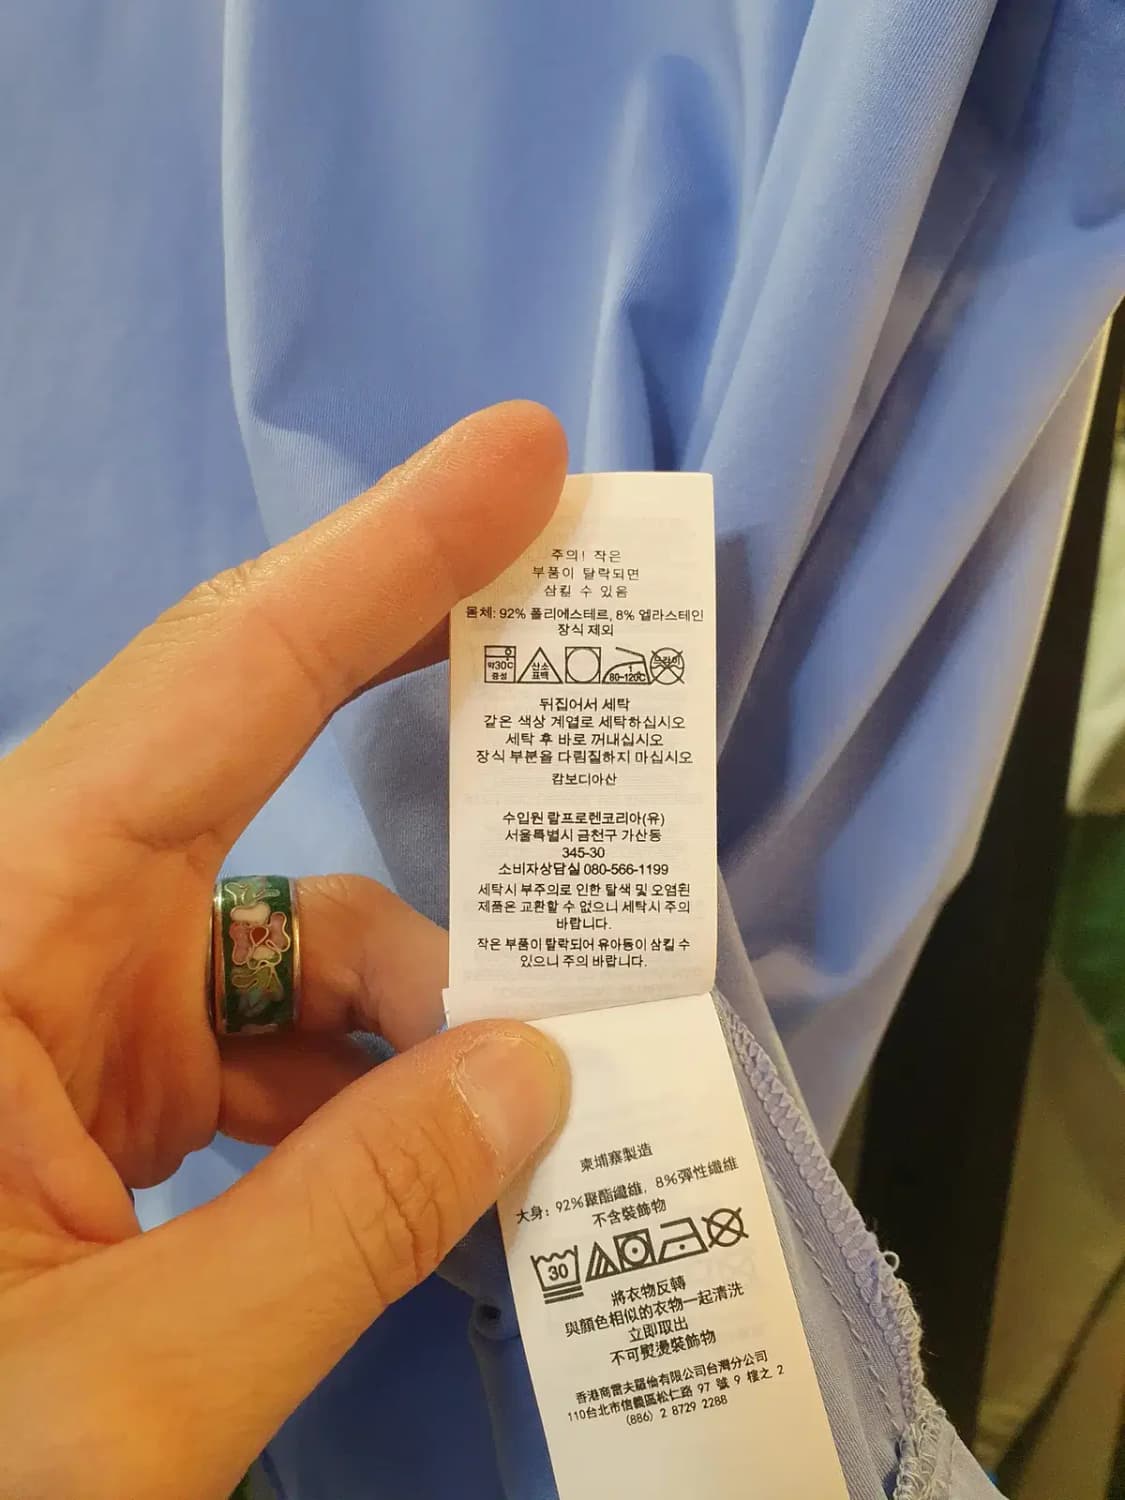 주의! 작은
부품이 탈락되면
삼킬 수 있음
몸체: 92% 폴리에스테르, 8% 엘라스테인
장식 제외
약30℃
중성
산소
표백
1
80-120℃
드라이
뒤집어서 세탁
같은 색상 계열로 세탁하십시오
세탁 후 바로 꺼내십시오
장식 부분을 다림질하지 마십시오
캄보디아산
수입원 랄프로렌코리아(유)
서울특별시 금천구 가산동
345-30
소비자상담실 080-566-1199
세탁시 부주의로 인한 탈색 및 오염된
제품은 교환할 수 없으니 세탁시 주의
바랍니다.
작은 부품이 탈락되어 유아동이 삼킬 수
있으니 주의 바랍니다.
柬埔寨製造
大身: 92%聚酯纖維, 8%彈性纖維
不含裝飾物
30
將衣物反轉
與顏色相似的衣物一起清洗
立即取出
不可熨燙裝飾物
香港商雷夫羅倫有限公司台灣分公司
110台北市信義區松仁路 97 號 9 樓之 2
(886) 2 8729 2288